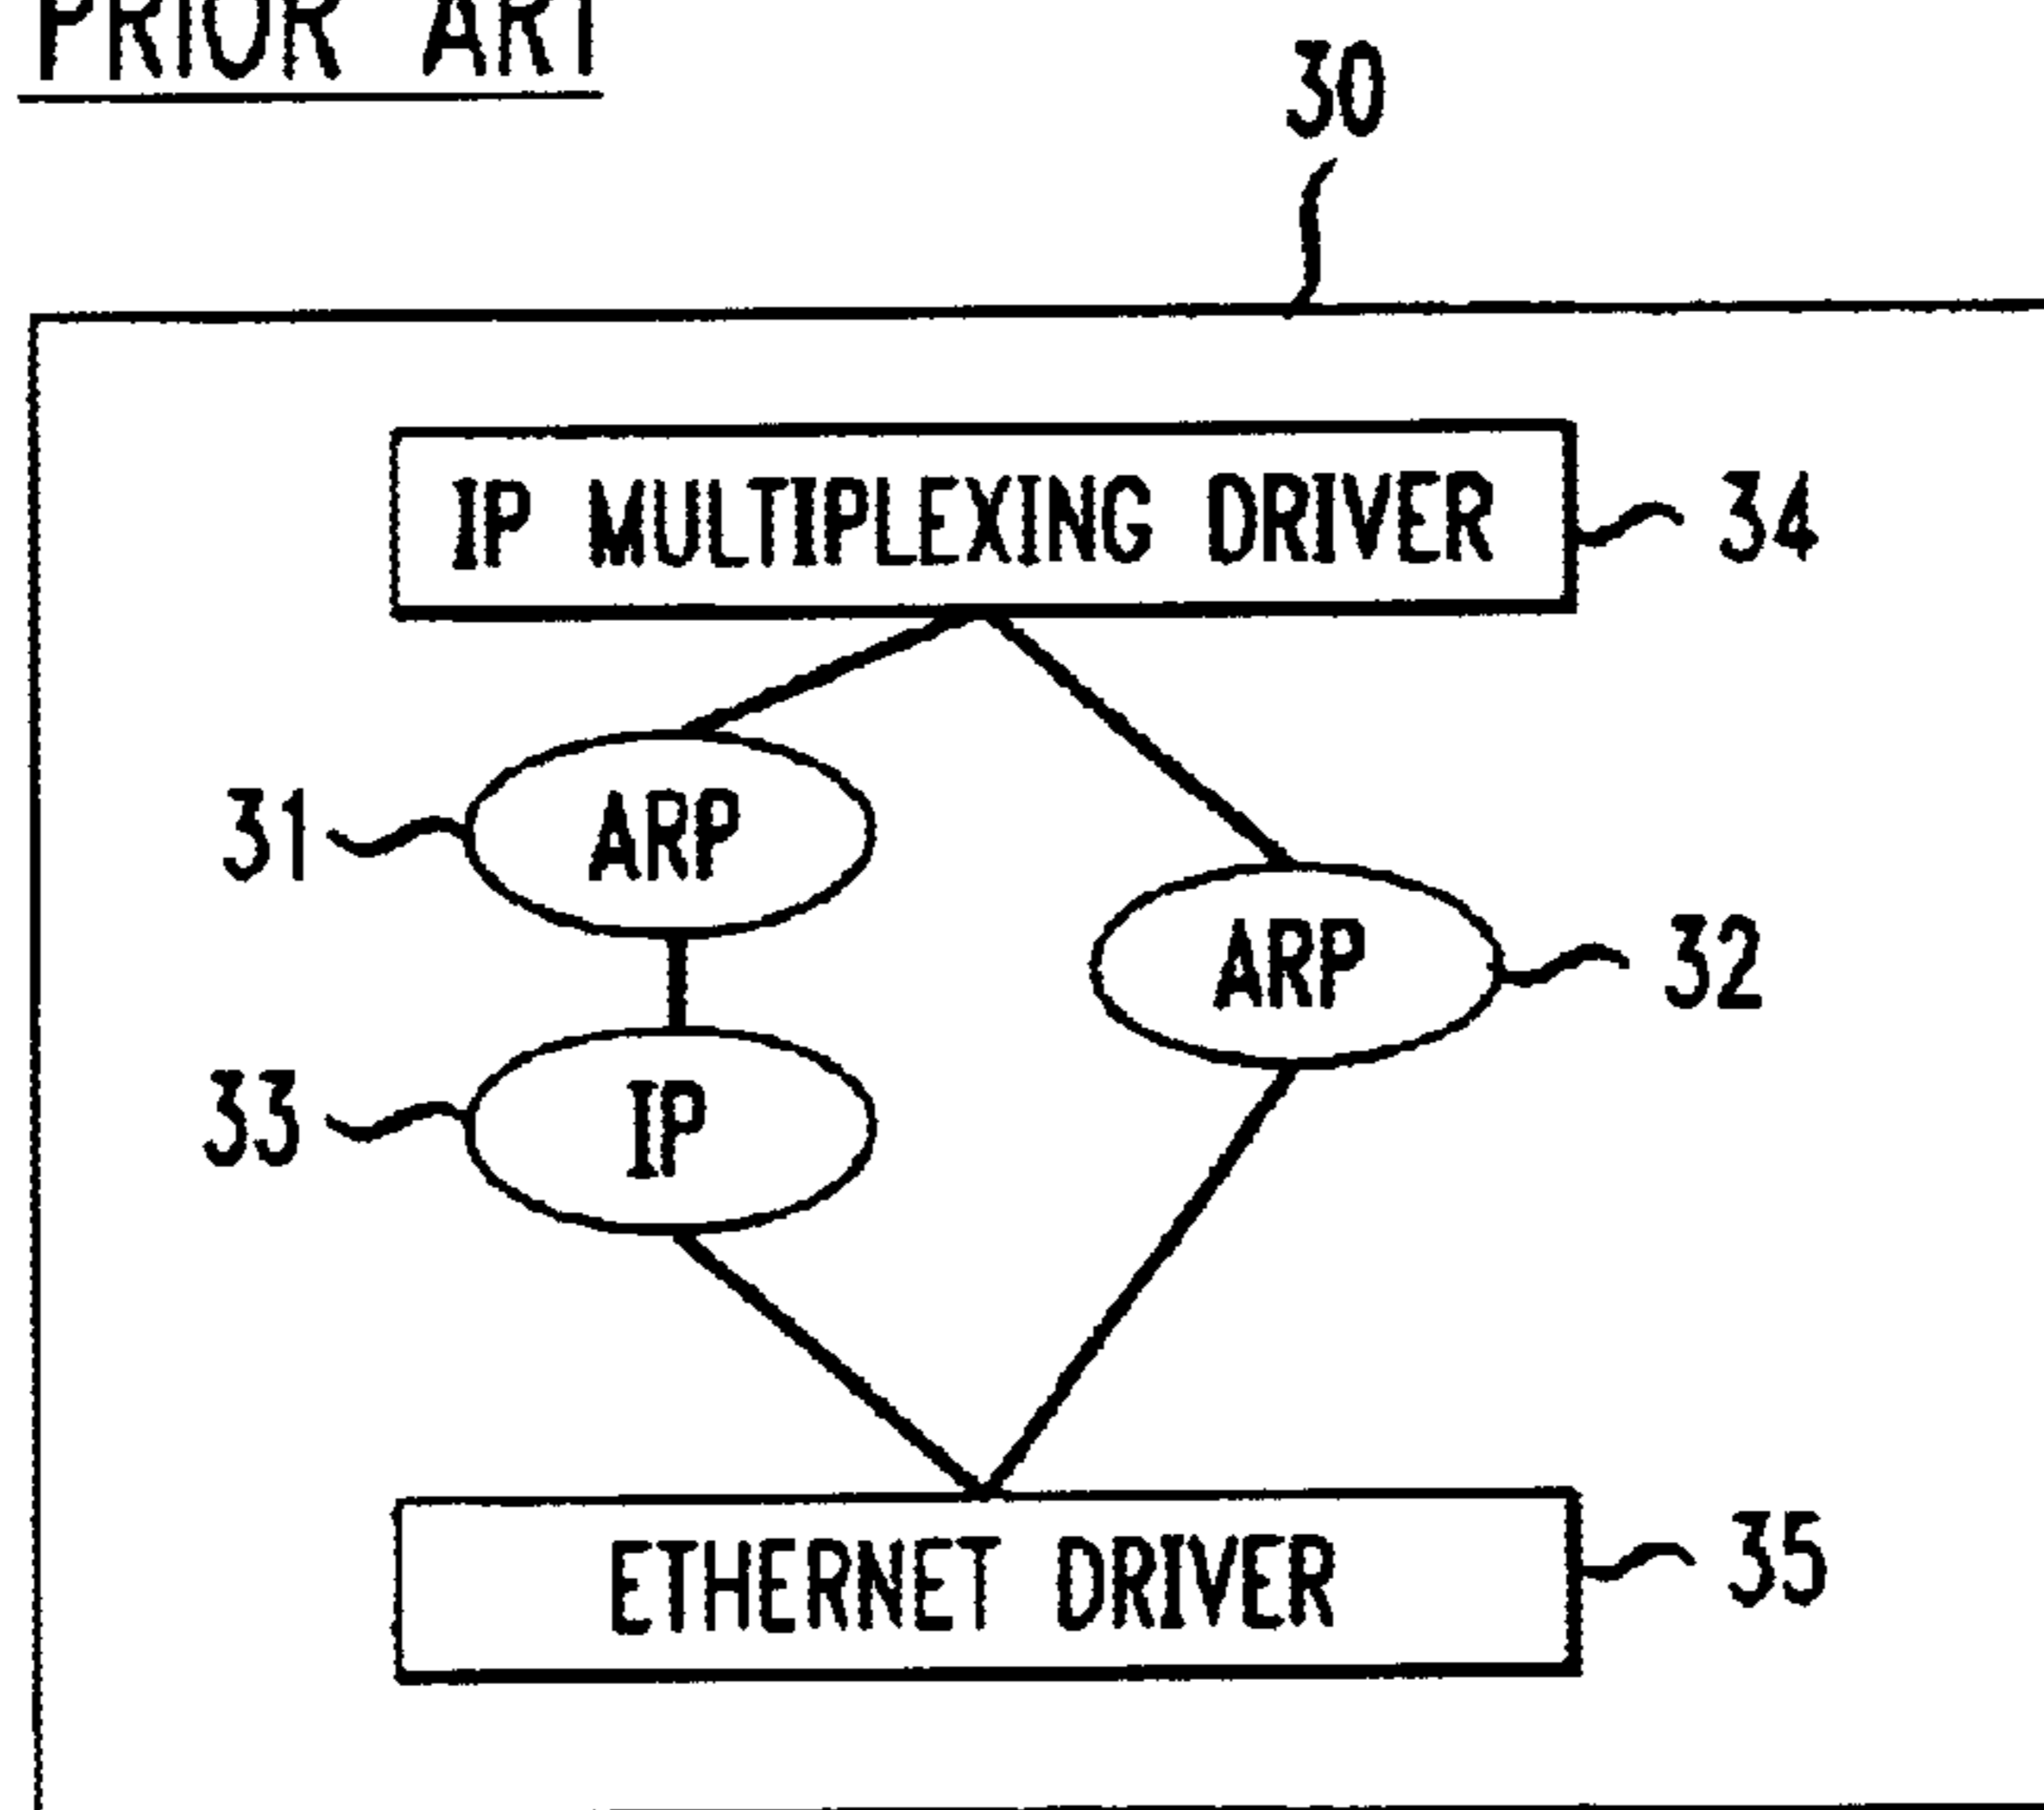 PRIOR ART
30
IP MULTIPLEXING DRIVER
34
31
ARP
ARP
32
33
IP
ETHERNET DRIVER
35